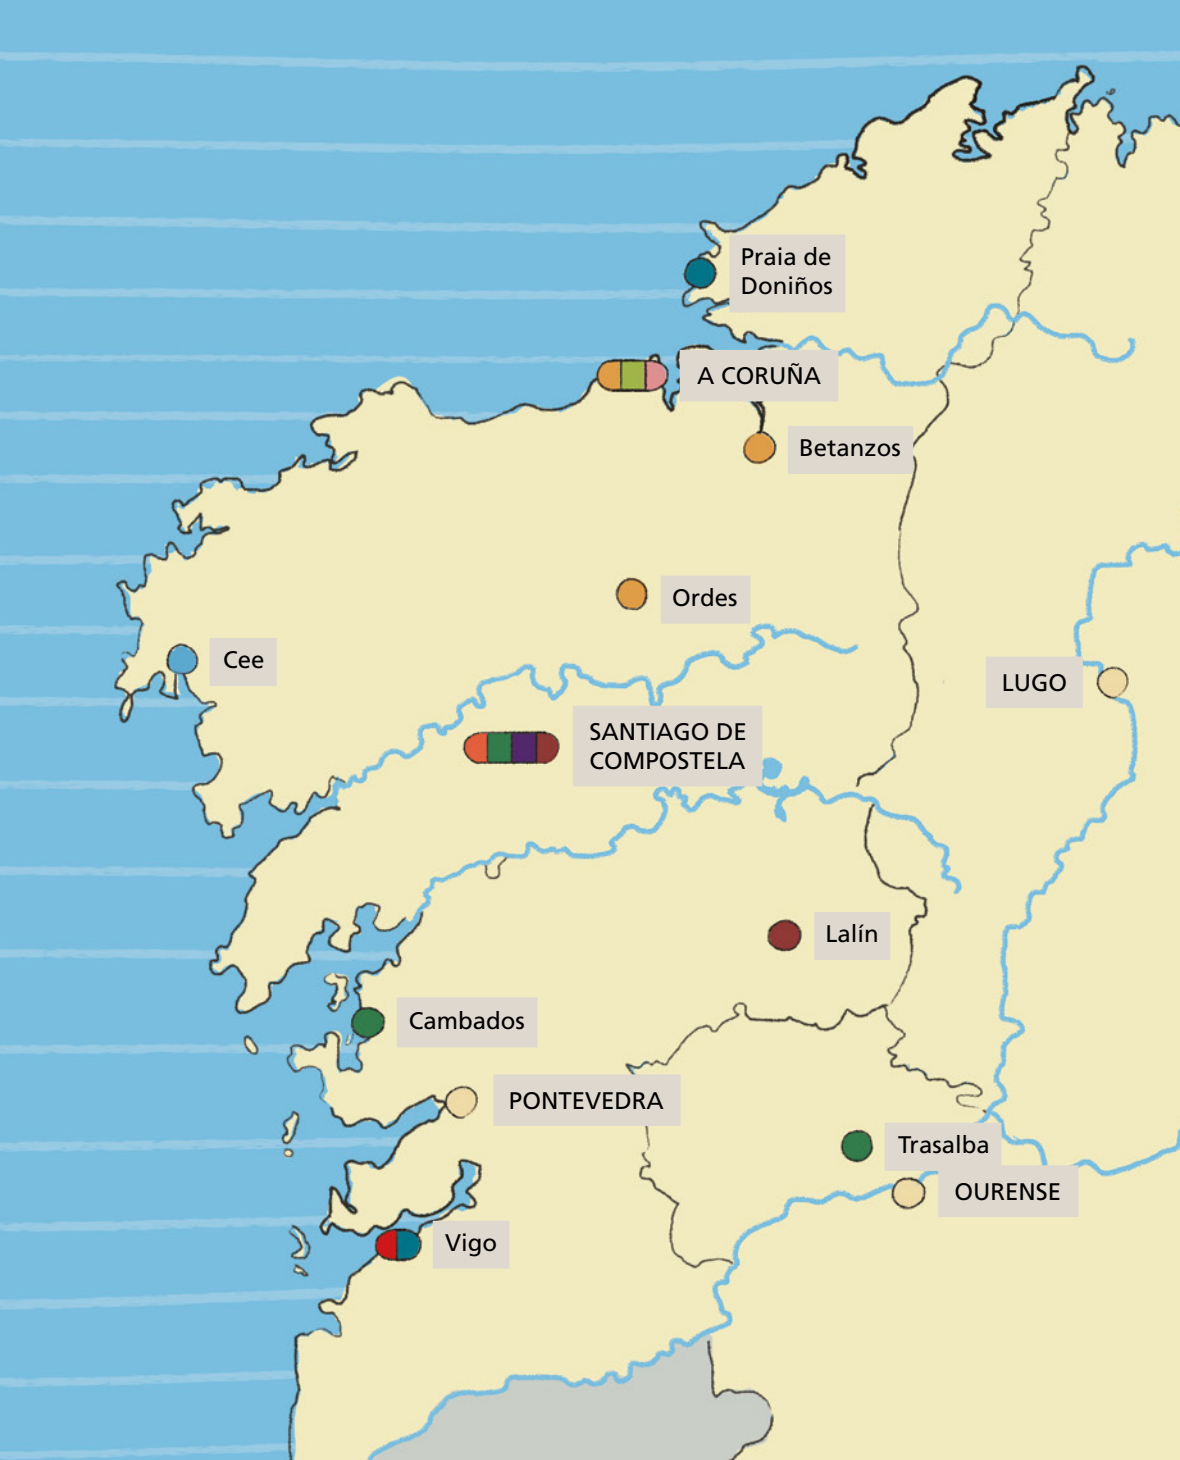 Praia de
Doniños
A CORUÑA
Betanzos
Ordes
Cee
LUGO
SANTIAGO DE
COMPOSTELA
Lalín
Cambados
PONTEVEDRA
Trasalba
OURENSE
Vigo